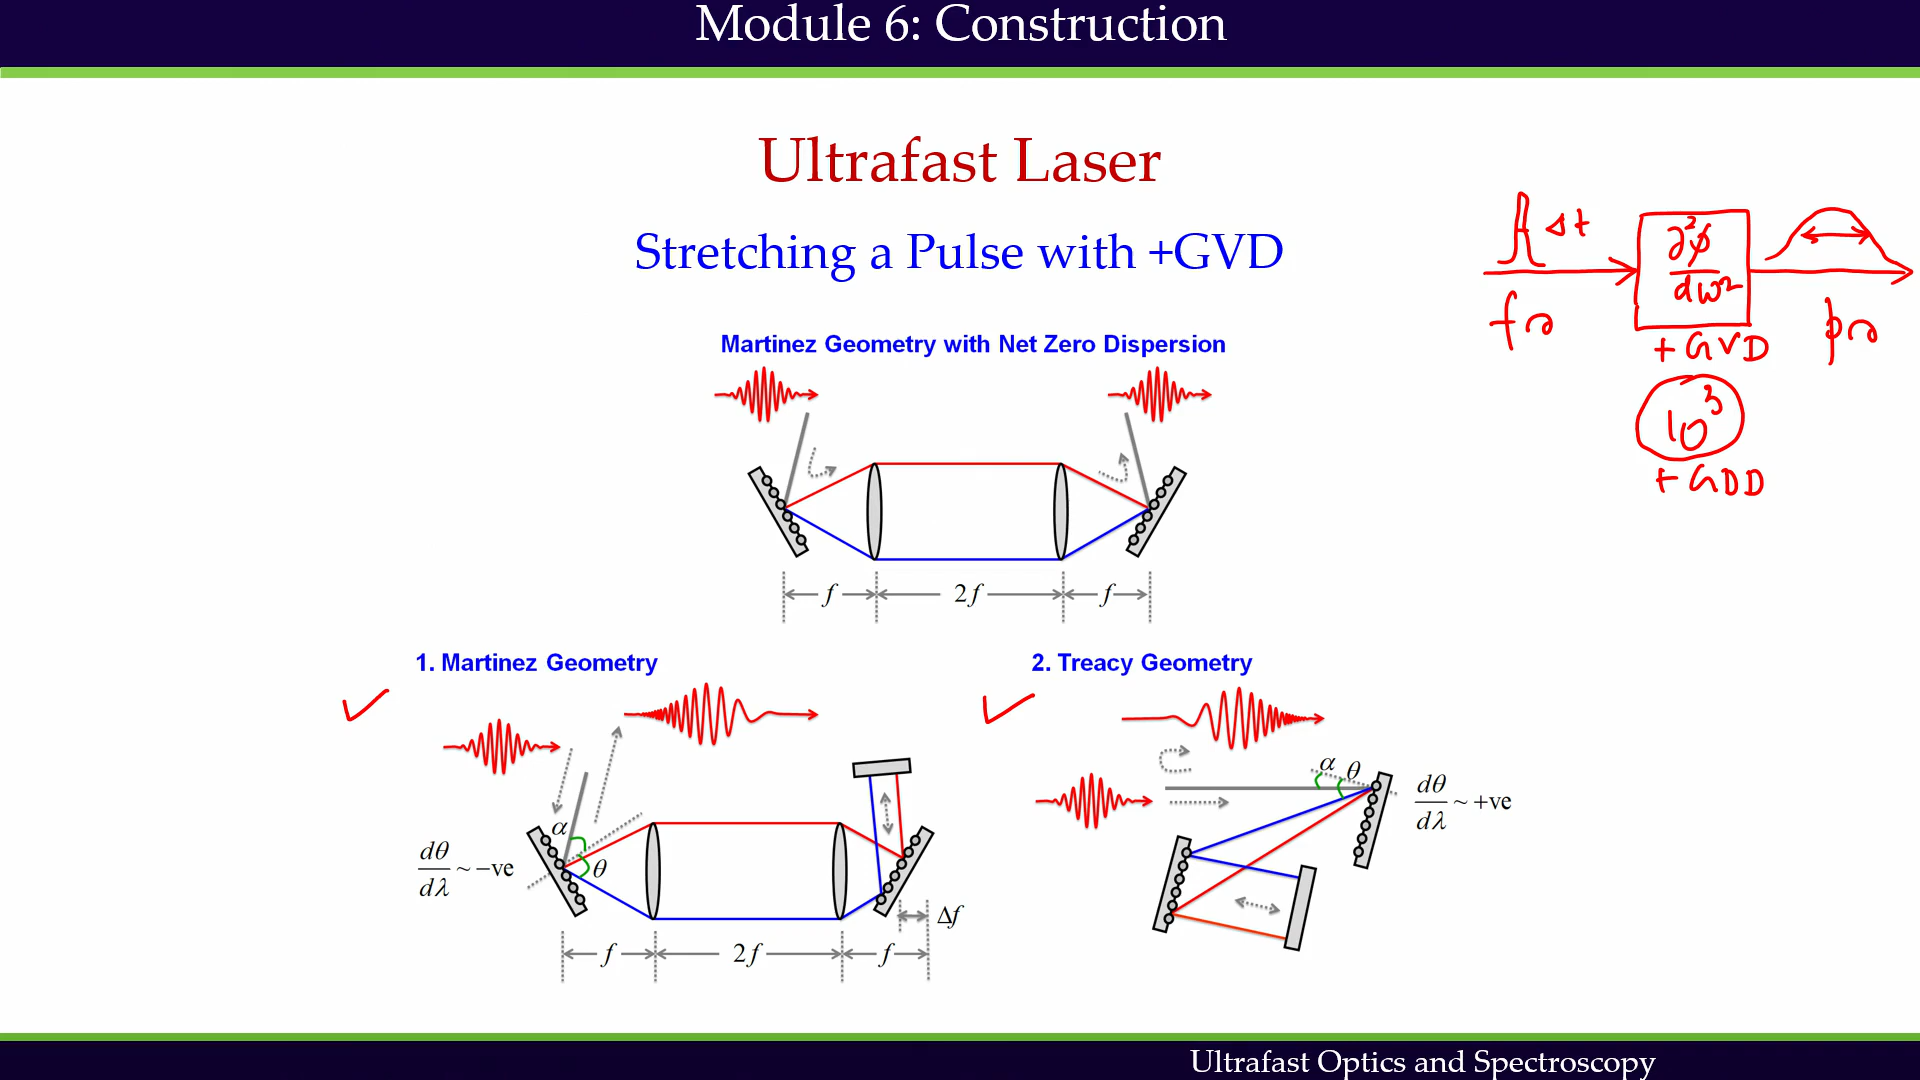 Module 6: Construction
Ultrafast Laser
Stretching a Pulse with +GVD
Δt
∂²φ
dω²
fs
ps
+GVD
10³
+GDD
Martinez Geometry with Net Zero Dispersion
f
2f
f
1. Martinez Geometry
α
θ
dθ/dλ ~ −ve
Δf
f
2f
f
2. Treacy Geometry
α θ
dθ/dλ ~ +ve
Ultrafast Optics and Spectroscopy